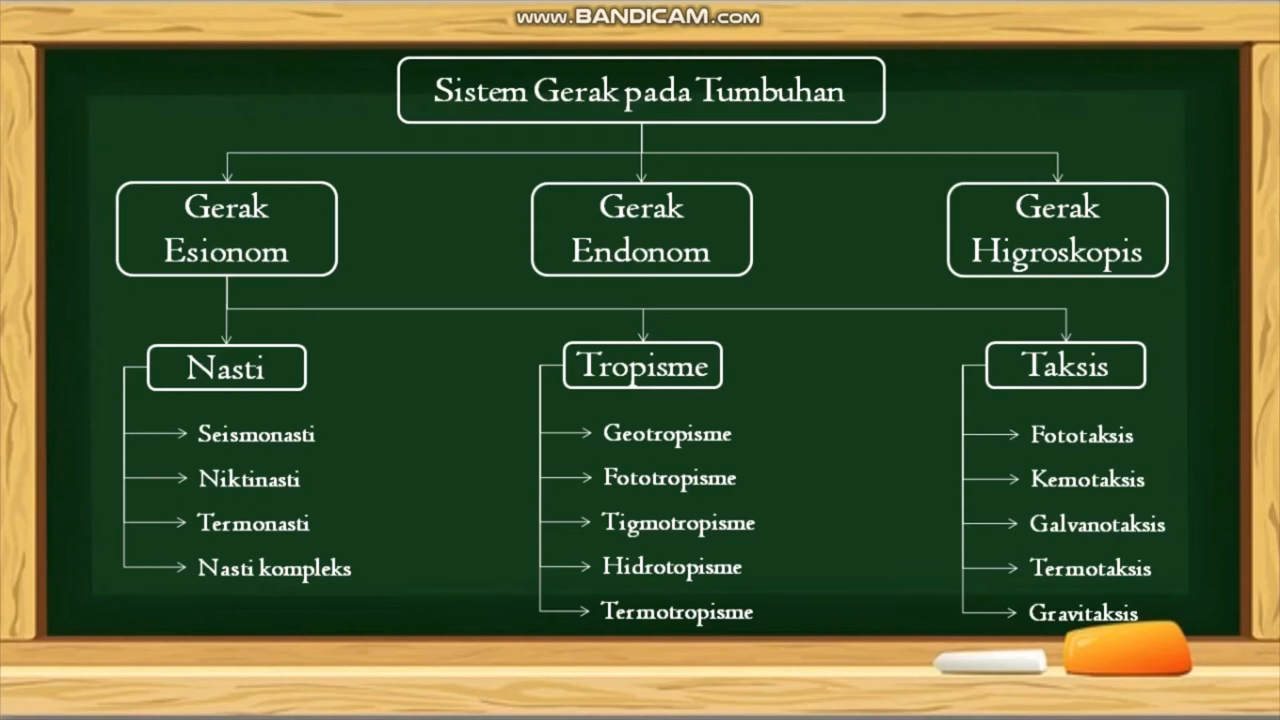 www.BANDICAM.com
Sistem Gerak pada Tumbuhan
Gerak
Esionom
Gerak
Endonom
Gerak
Higroskopis
Nasti
Seismonasti
Niktinasti
Termonasti
Nasti kompleks
Tropisme
Geotropisme
Fototropisme
Tigmotropisme
Hidrotopisme
Termotropisme
Taksis
Fototaksis
Kemotaksis
Galvanotaksis
Termotaksis
Gravitaksis